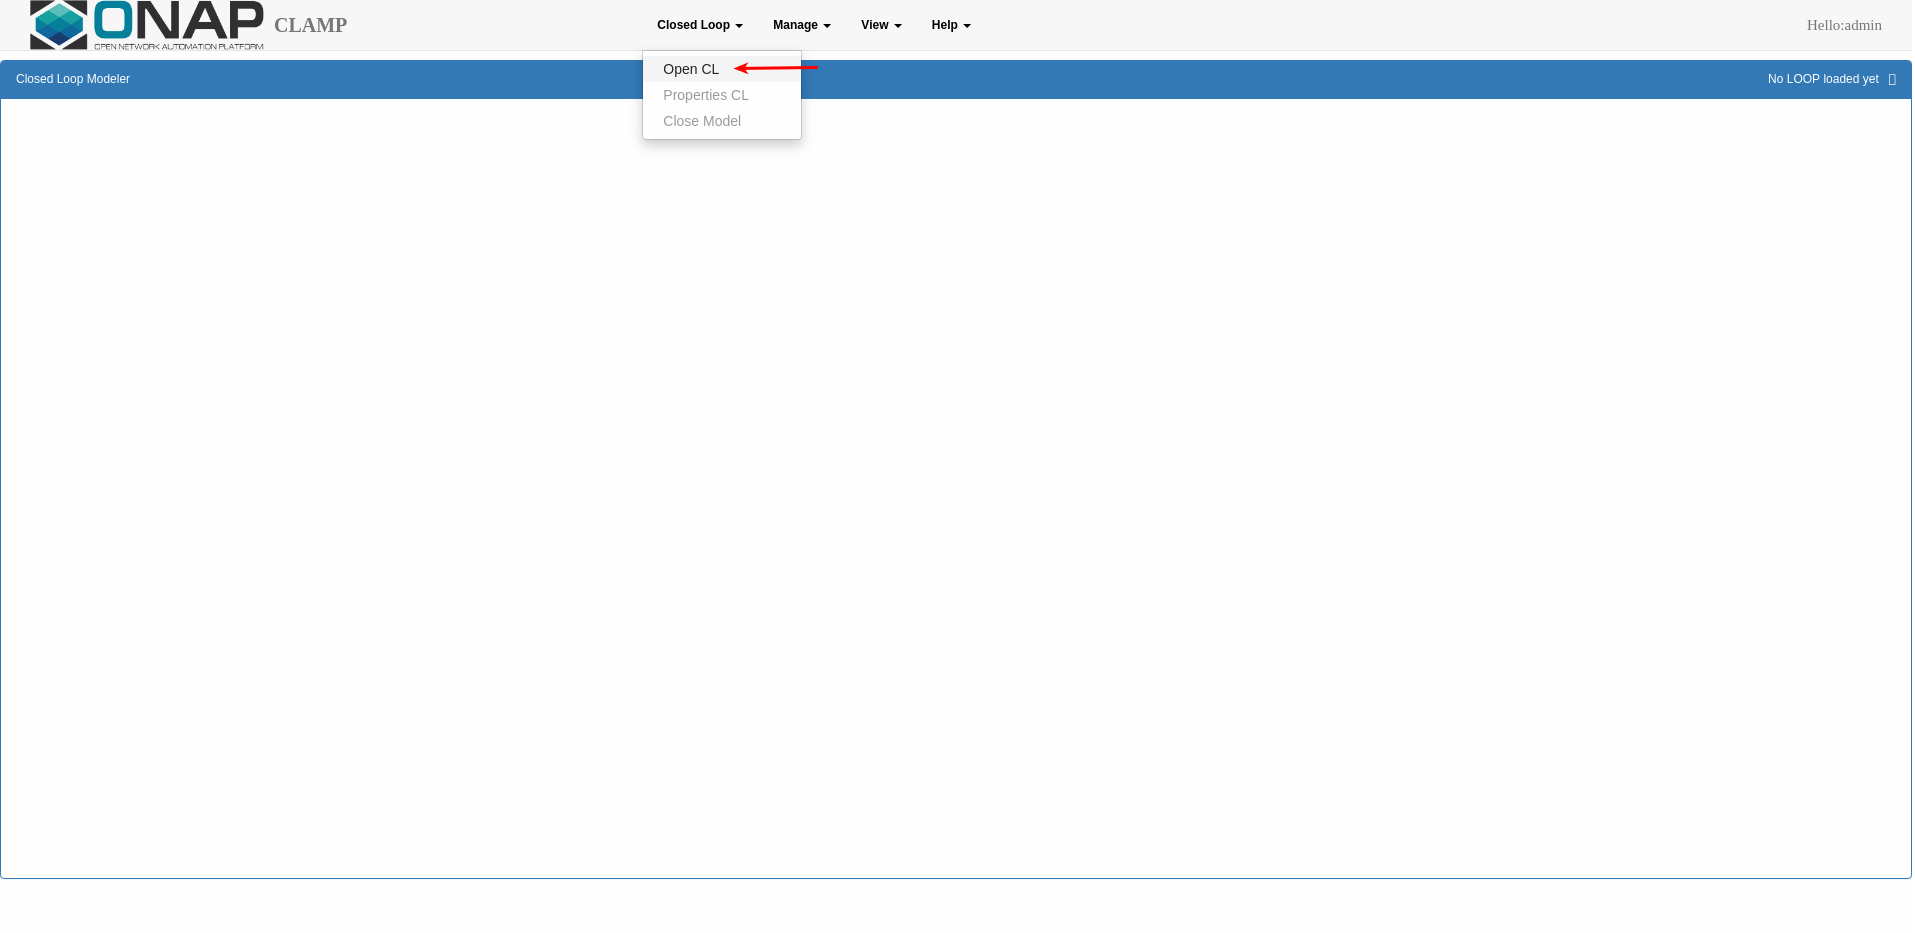 ONAP
OPEN NETWORK AUTOMATION PLATFORM
CLAMP
Closed Loop
Manage
View
Help
Hello:admin
Open CL
Properties CL
Close Model
Closed Loop Modeler
No LOOP loaded yet